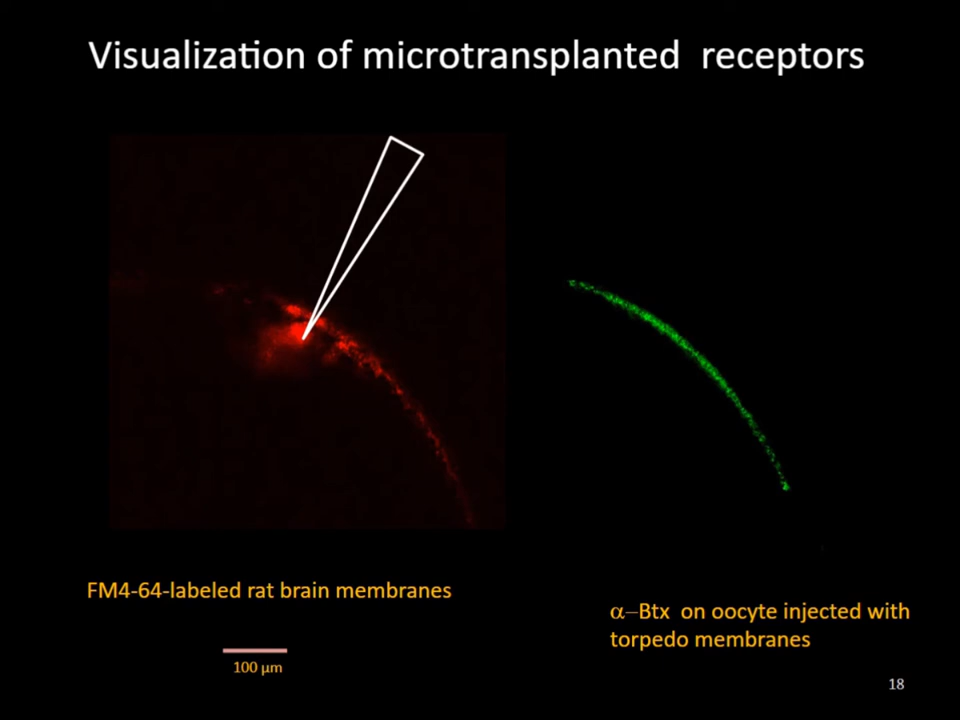 Visualization of microtransplanted receptors
FM4-64-labeled rat brain membranes
α–Btx on oocyte injected with
torpedo membranes
100 µm
18